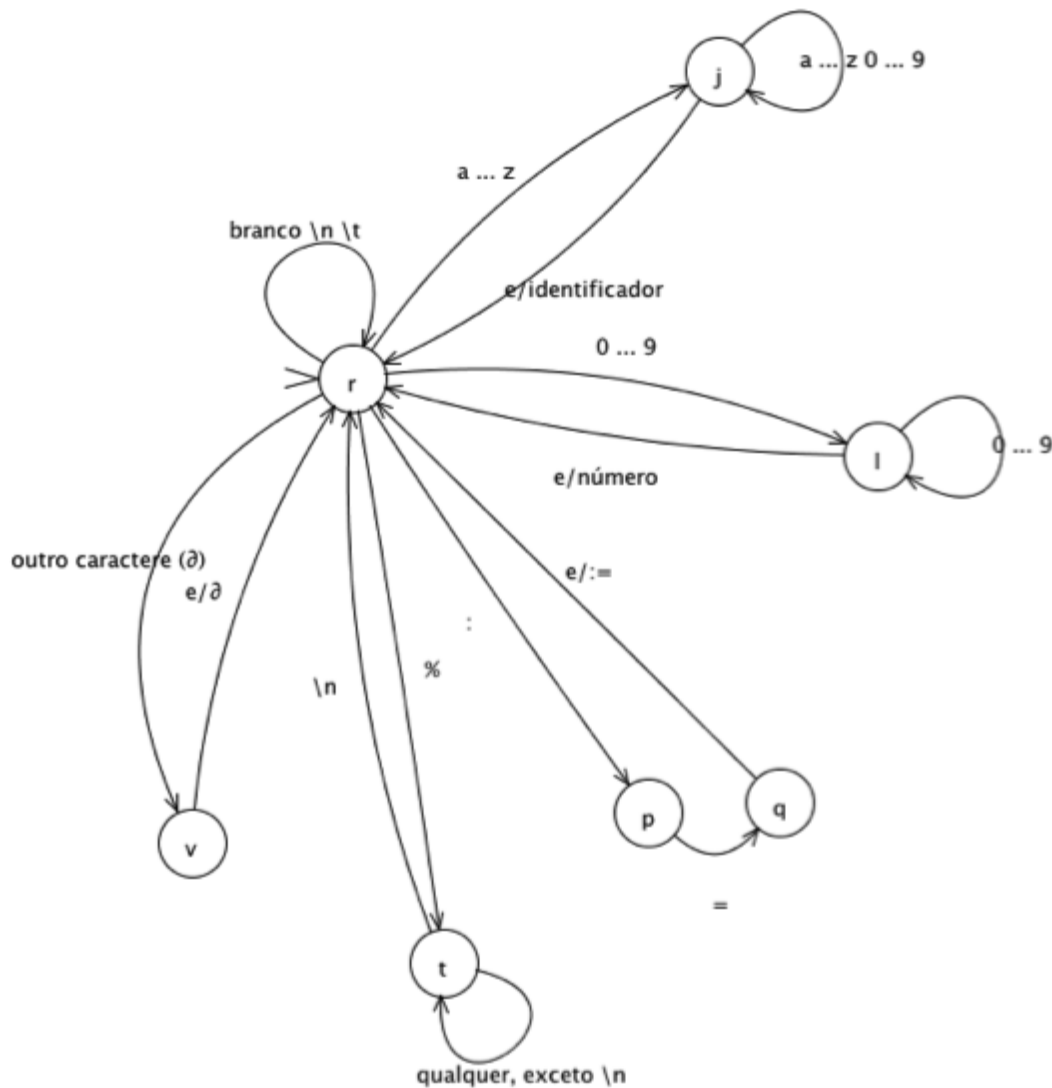 j
a ... z 0 ... 9
a ... z
branco \n \t
e/identificador
0 ... 9
r
l
0 ... 9
e/número
outro caractere (∂)
e/:=
e/∂
:
%
\n
q
p
v
=
t
qualquer, exceto \n